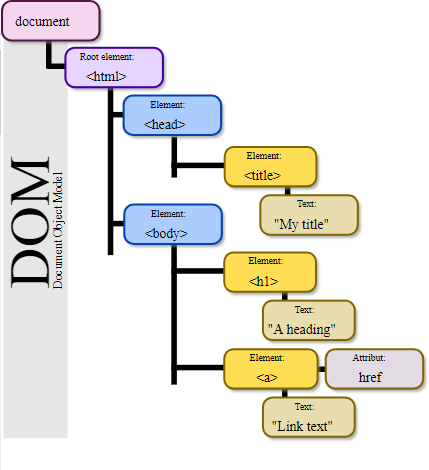 document
Root element:
<html>
Element:
<head>
Element:
<title>
Text:
"My title"
Element:
<body>
Element:
<h1>
Text:
"A heading"
Element:
<a>
Attribut:
href
Text:
"Link text"
DOM
Document Object Model